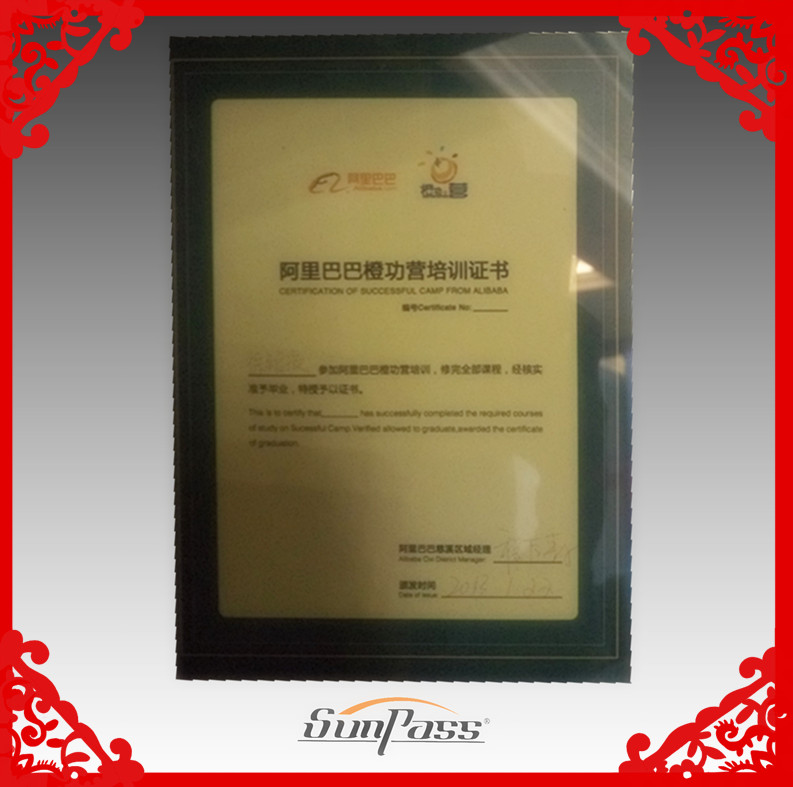 阿里巴巴
Alibaba.com
阿里巴巴橙功营培训证书
CERTIFICATION OF SUCCESSFUL CAMP FROM ALIBABA
编号Certificate No:
参加阿里巴巴橙功营培训，修完全部课程，经核实
准予毕业，特授予以证书。
This is to certify that has successfully completed the required courses
of study on Sucessful Camp.Verified allowed to graduate,awarded the certificate
of graduation.
阿里巴巴慈溪区域经理
Alibaba Cixi District Manager:
颁发时间
Date of Issue:
SunPass®